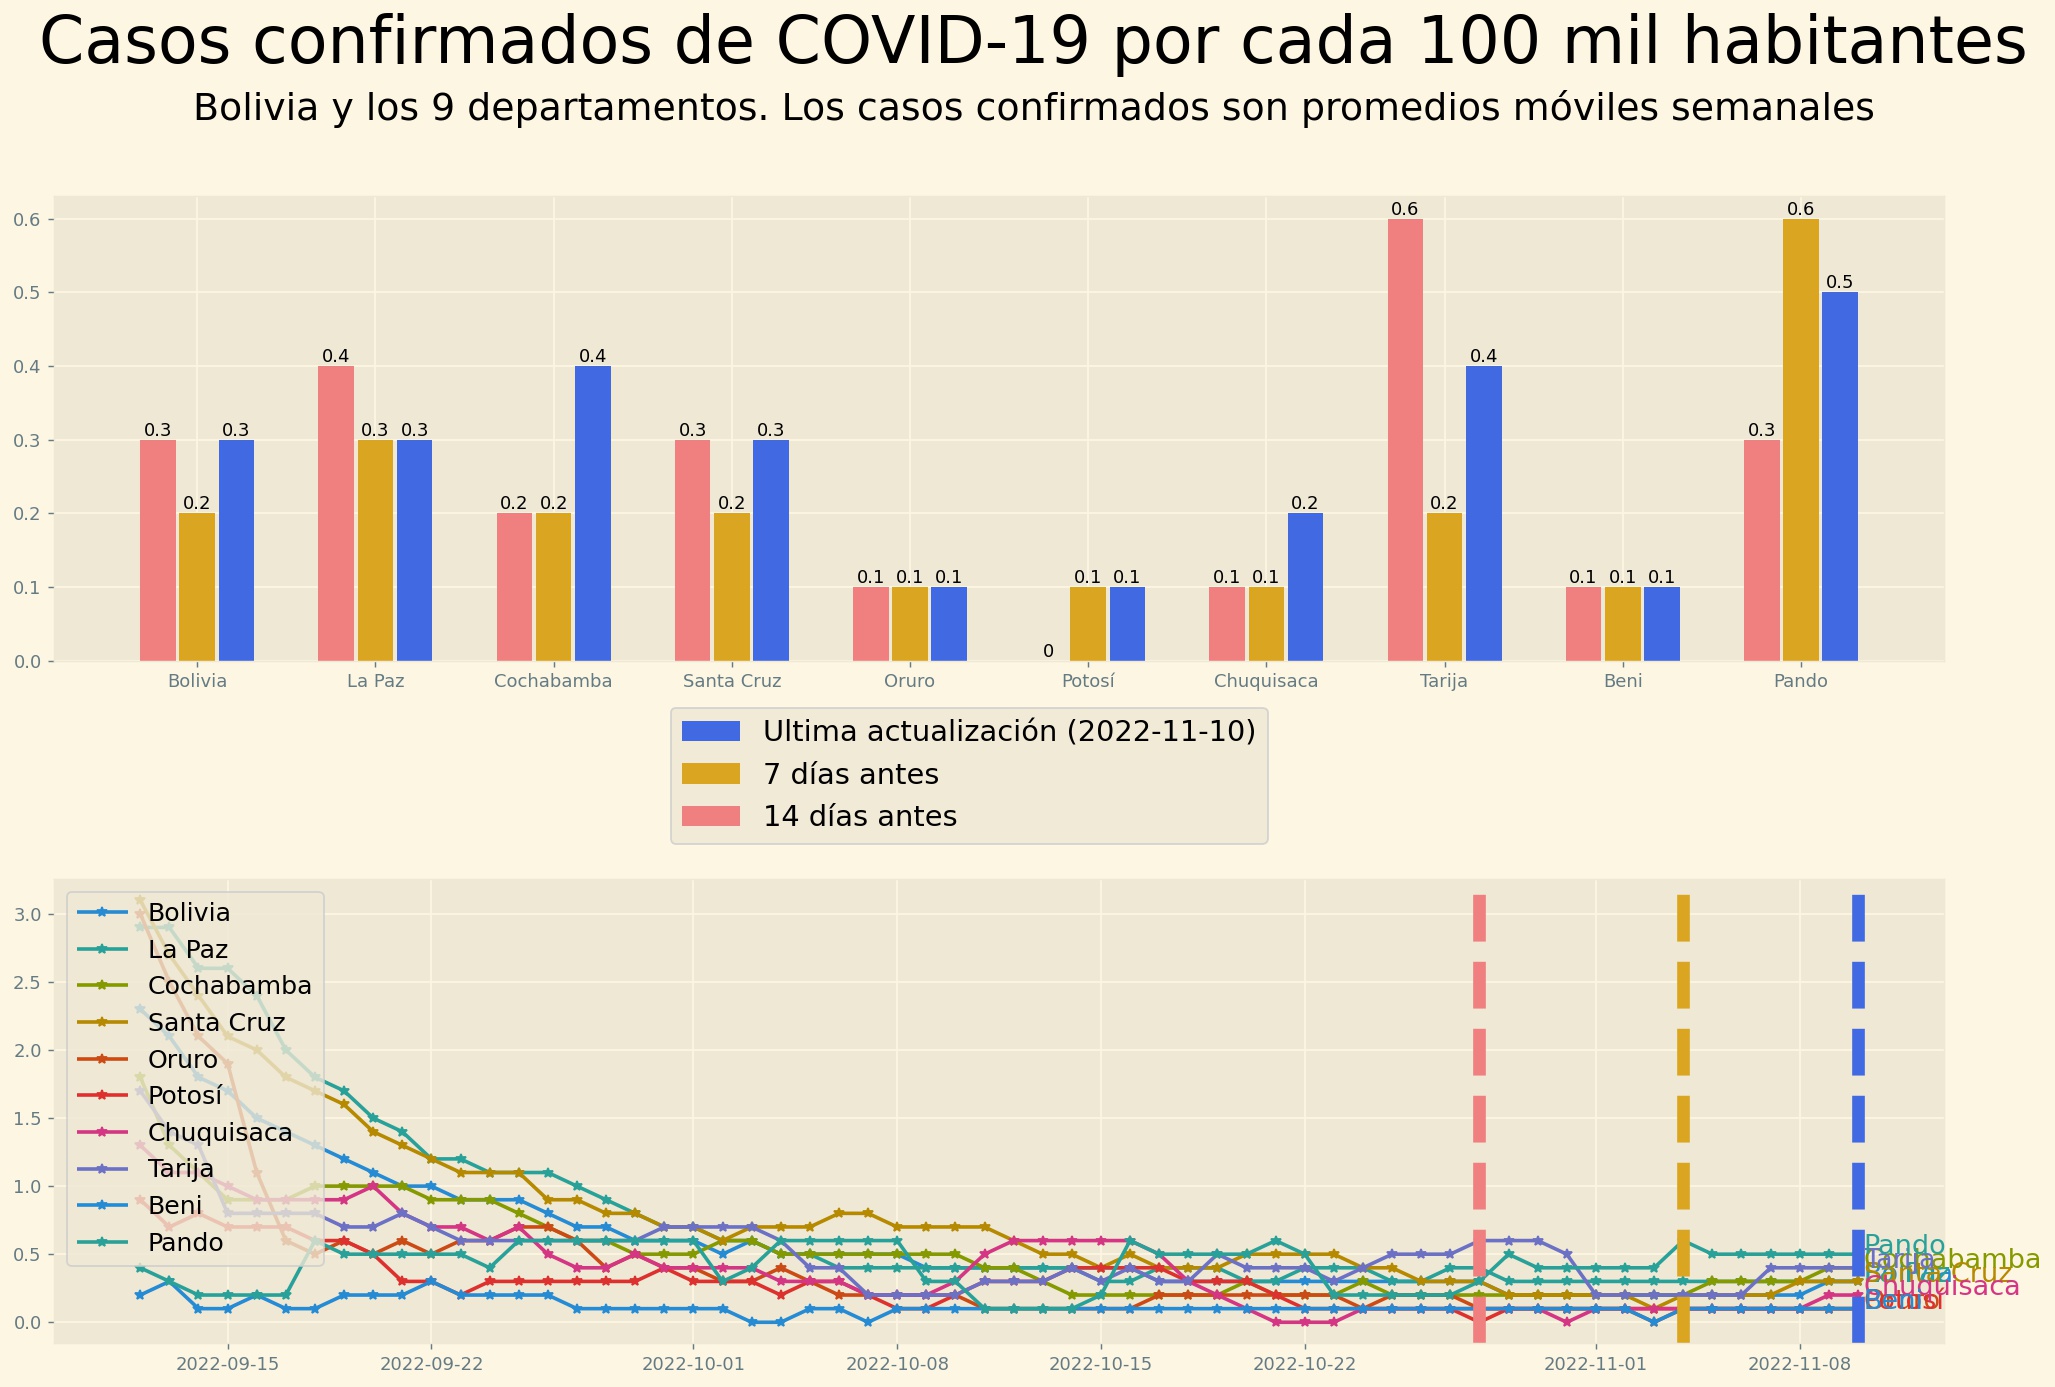 Casos confirmados de COVID-19 por cada 100 mil habitantes
Bolivia y los 9 departamentos. Los casos confirmados son promedios móviles semanales
0.6
0.5
0.4
0.3
0.2
0.1
0.0
0.3 0.2 0.3
0.4 0.3 0.3
0.2 0.2 0.4
0.3 0.2 0.3
0.1 0.1 0.1
0 0.1 0.1
0.1 0.1 0.2
0.6 0.2 0.4
0.1 0.1 0.1
0.3 0.6 0.5
Bolivia La Paz Cochabamba Santa Cruz Oruro Potosí Chuquisaca Tarija Beni Pando
Ultima actualización (2022-11-10)
7 días antes
14 días antes
3.0
2.5
2.0
1.5
1.0
0.5
0.0
Bolivia
La Paz
Cochabamba
Santa Cruz
Oruro
Potosí
Chuquisaca
Tarija
Beni
Pando
Pando
Chuquisaca
2022-09-15 2022-09-22 2022-10-01 2022-10-08 2022-10-15 2022-10-22 2022-11-01 2022-11-08